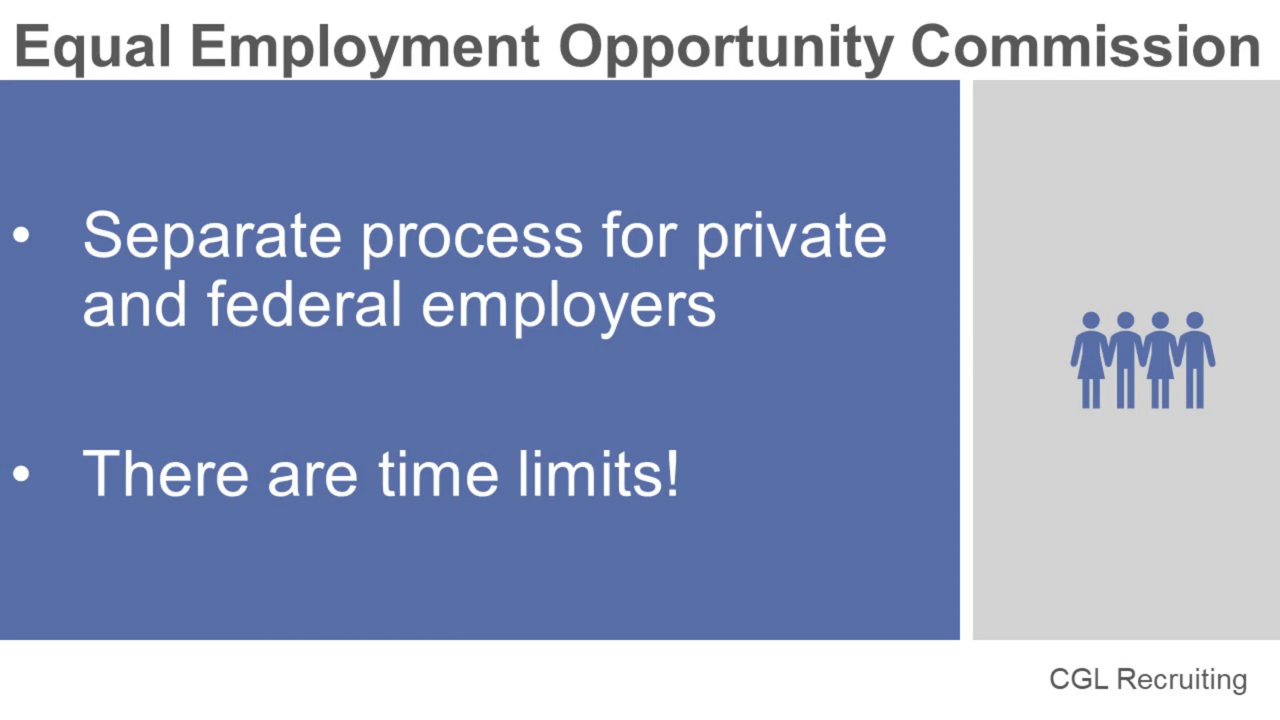 Equal Employment Opportunity Commission
• Separate process for private
and federal employers
• There are time limits!
CGL Recruiting